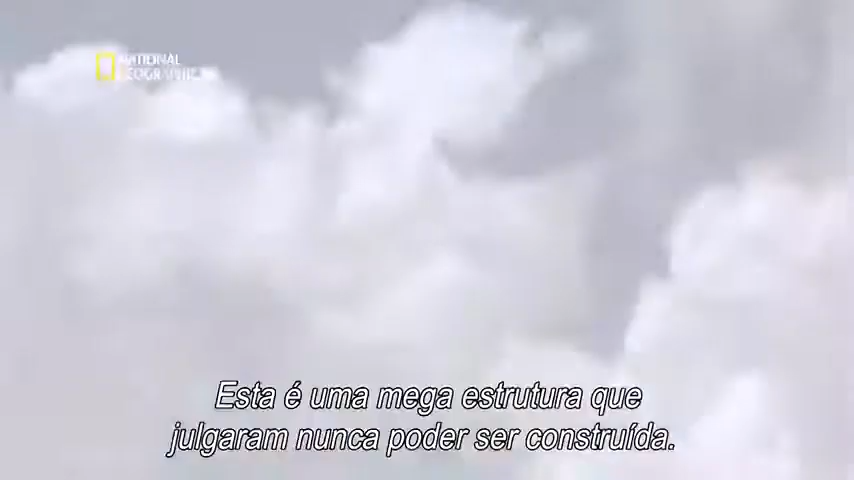 NATIONAL
GEOGRAPHIC
Esta é uma mega estrutura que
julgaram nunca poder ser construída.